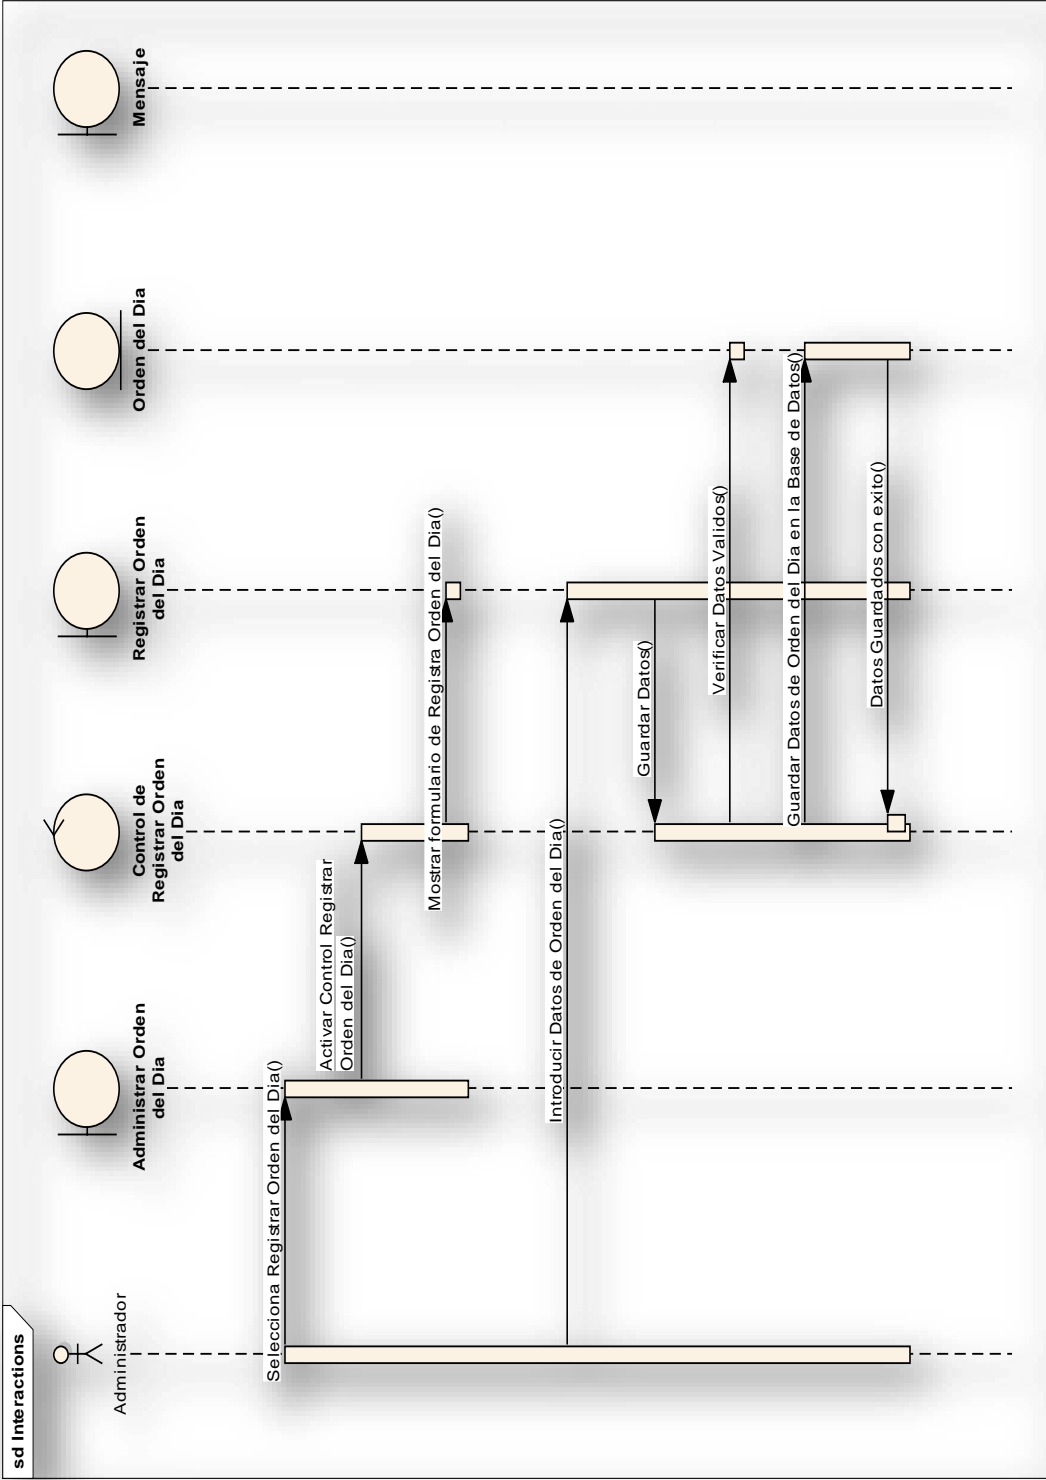 sd Interactions
Administrador
Administrar Orden
del Dia
Control de
Registrar Orden
del Dia
Registrar Orden
del Dia
Orden del Dia
Mensaje
Selecciona Registrar Orden del Dia()
Activar Control Registrar
Orden del Dia()
Mostrar formulario de Registra Orden del Dia()
Introducir Datos de Orden del Dia()
Guardar Datos()
Verificar Datos Validos()
Guardar Datos de Orden del Dia en la Base de Datos()
Datos Guardados con exito()